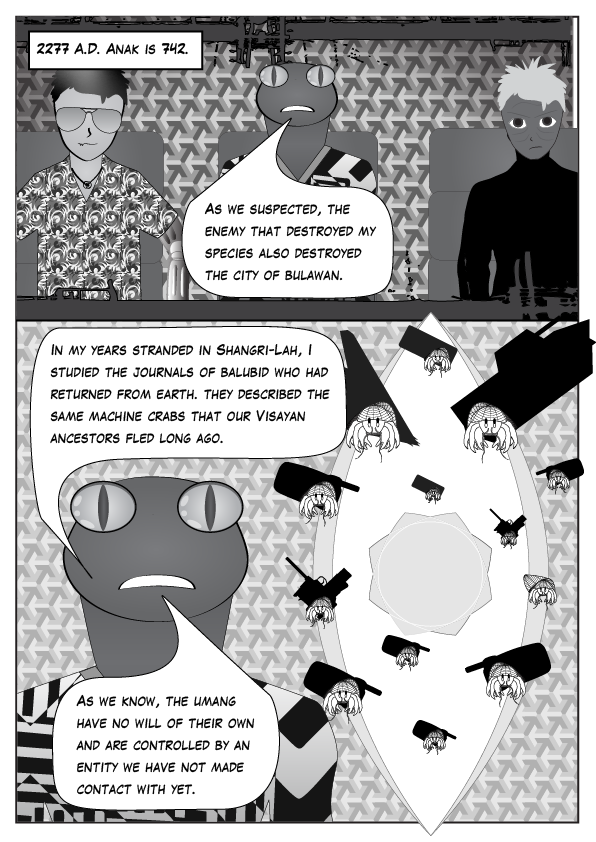 2277 A.D. Anak is 742.
As we suspected, the
enemy that destroyed my
species also destroyed
the city of Bulawan.
In my years stranded in Shangri-Lah, I
studied the journals of Balubid who had
returned from Earth. They described the
same machine crabs that our Visayan
ancestors fled long ago.
As we know, the umang
have no will of their own
and are controlled by an
entity we have not made
contact with yet.